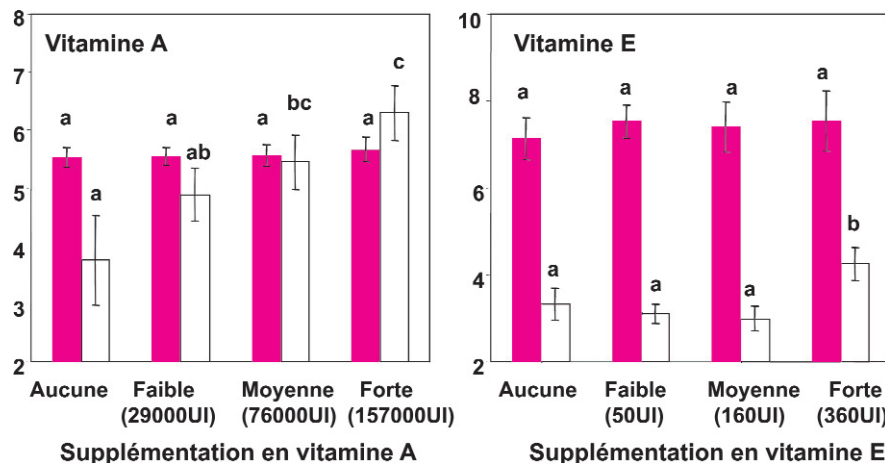 Vitamine A
8
7
6
5
4
3
2
a
a
a
ab
a
bc
a
c
Aucune
Faible
(29000UI)
Moyenne
(76000UI)
Forte
(157000UI)
Supplémentation en vitamine A
Vitamine E
10
8
6
4
2
a
a
a
a
a
a
a
b
Aucune
Faible
(50UI)
Moyenne
(160UI)
Forte
(360UI)
Supplémentation en vitamine E